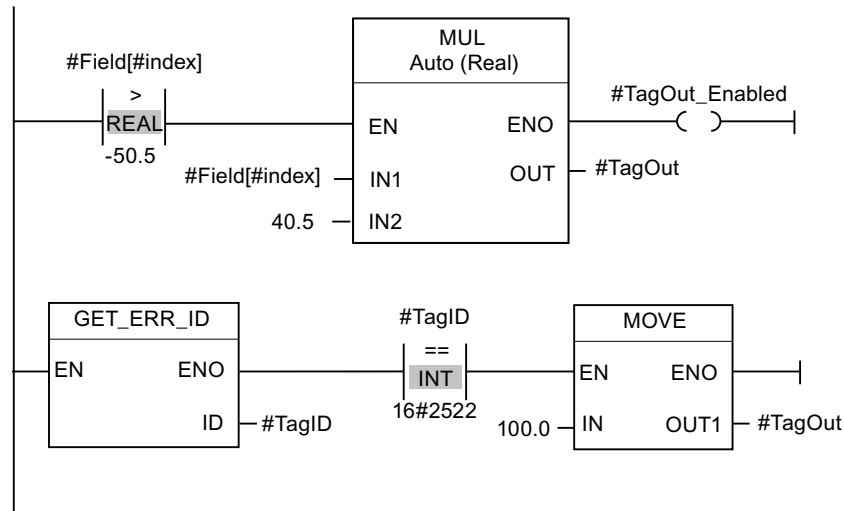 MUL
Auto (Real)
#Field[#index]
>
REAL
-50.5
#TagOut_Enabled
EN
ENO
#Field[#index]
IN1
OUT
#TagOut
40.5
IN2
GET_ERR_ID
#TagID
MOVE
EN
ENO
==
INT
16#2522
EN
ENO
ID
#TagID
100.0
IN
OUT1
#TagOut